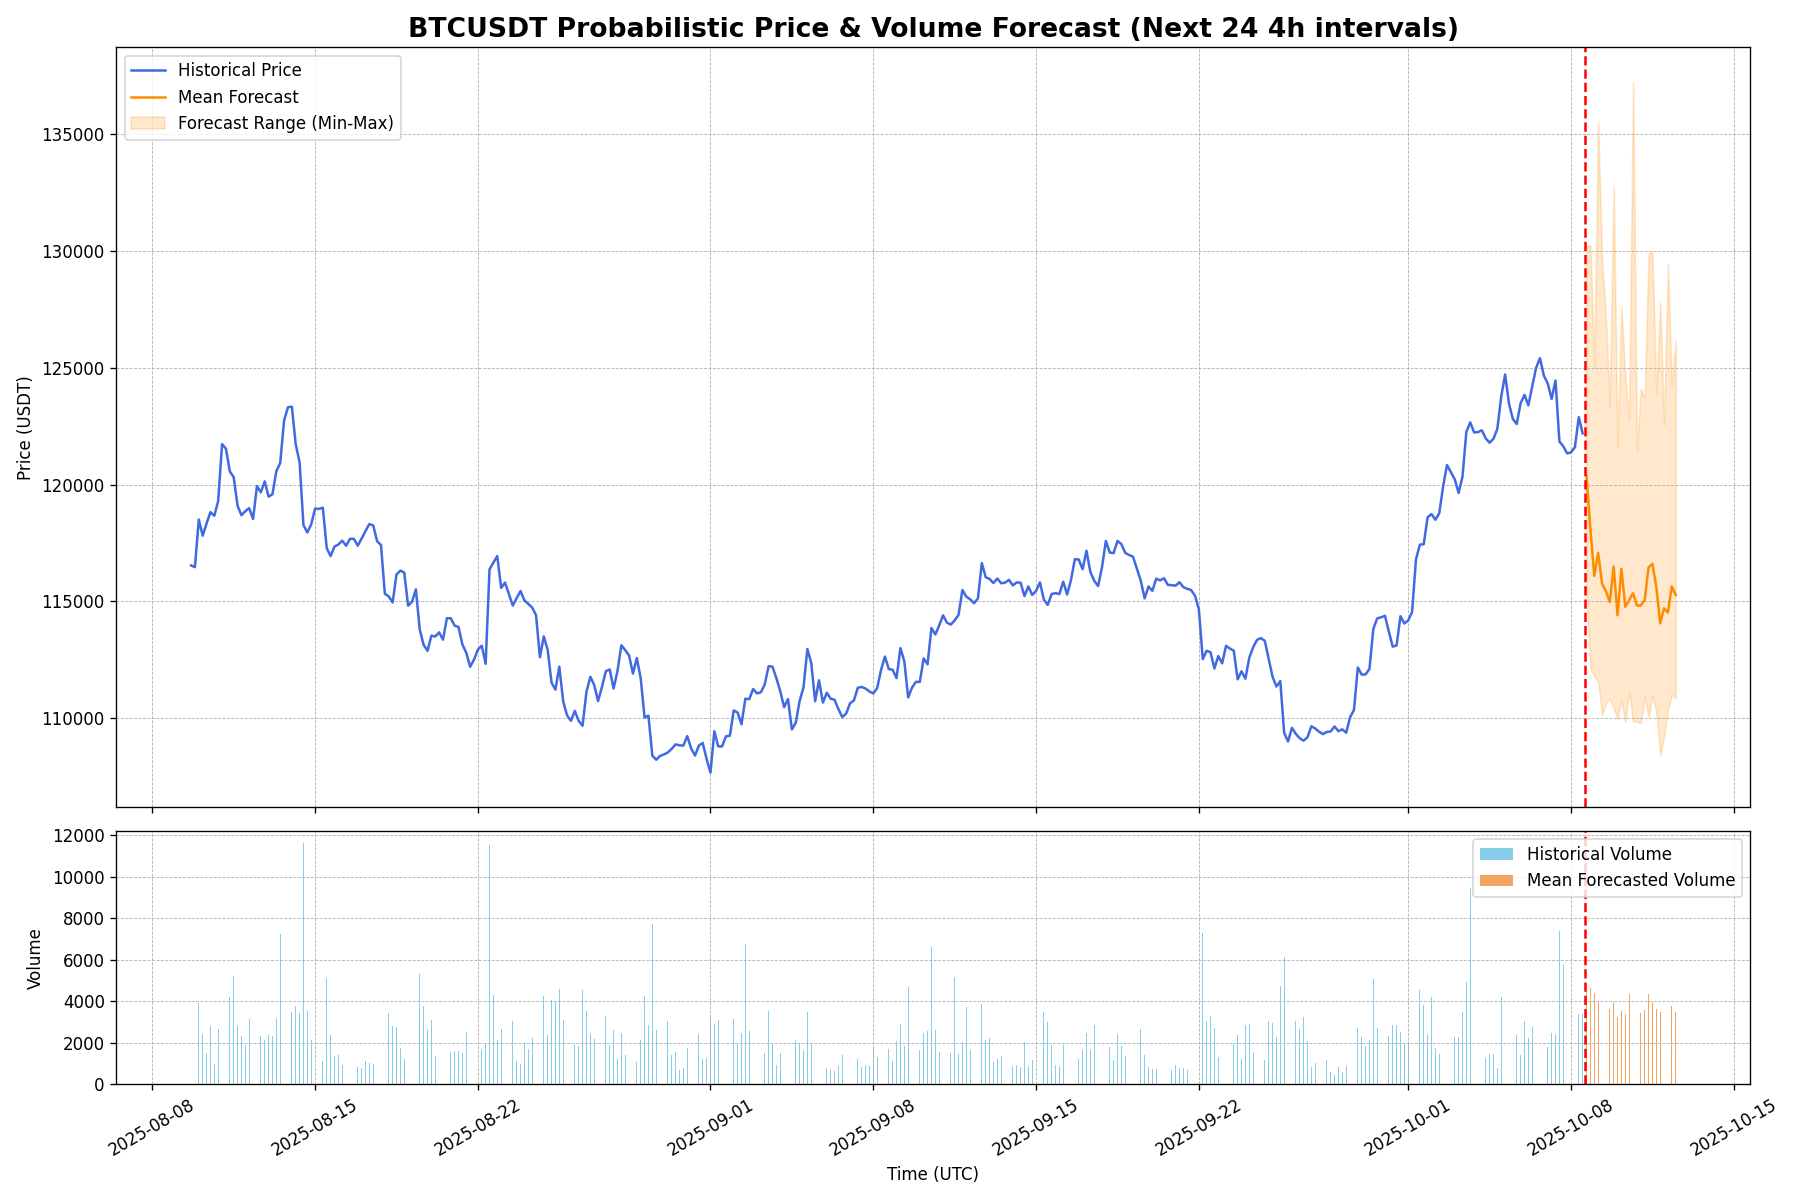 BTCUSDT Probabilistic Price & Volume Forecast (Next 24 4h intervals)
Historical Price
Mean Forecast
Forecast Range (Min-Max)
Price (USDT)
135000
130000
125000
120000
115000
110000
Historical Volume
Mean Forecasted Volume
Volume
12000
10000
8000
6000
4000
2000
0
2025-08-08
2025-08-15
2025-08-22
2025-09-01
2025-09-08
2025-09-15
2025-09-22
2025-10-01
2025-10-08
2025-10-15
Time (UTC)